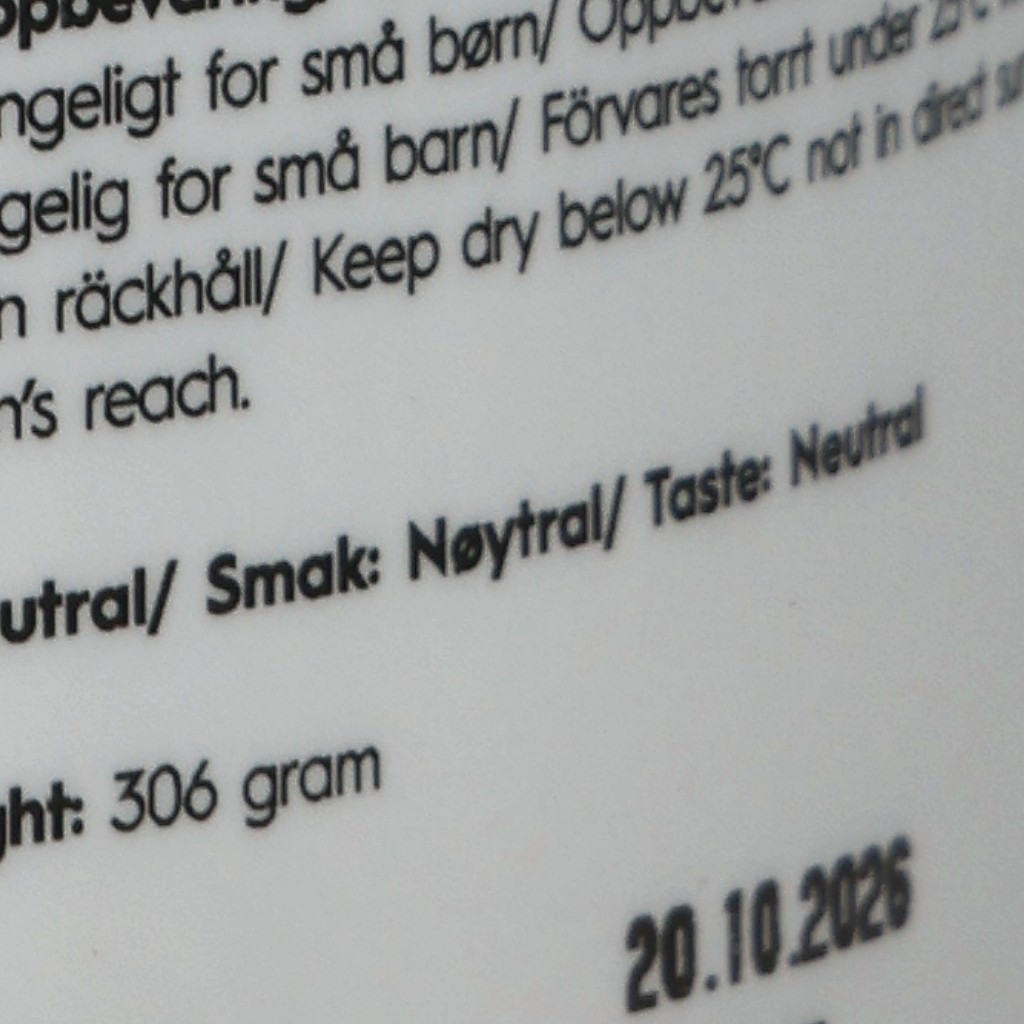 ngeligt for små børn/
gelig for små barn/ Förvares torrt under 25°C
n räckhåll/ Keep dry below 25°C not in direct
n's reach.
utral/ Smak: Nøytral/ Taste: Neutral
ght: 306 gram
20.10.2026